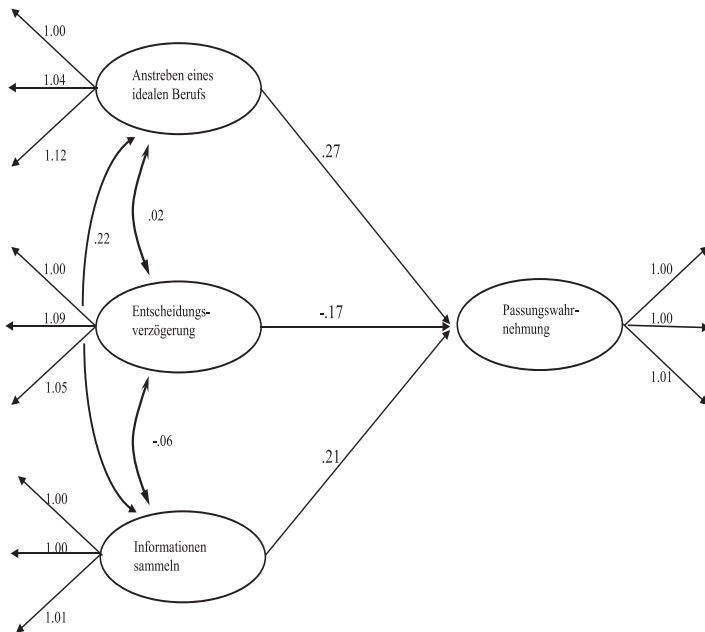 1.00
1.04
1.12
Anstreben eines
idealen Berufs
.27
.22
.02
1.00
1.09
1.05
Entscheidungs-
verzögerung
-.17
Passungswahr-
nehmung
1.00
1.00
1.01
-.06
.21
1.00
1.00
1.01
Informationen
sammeln